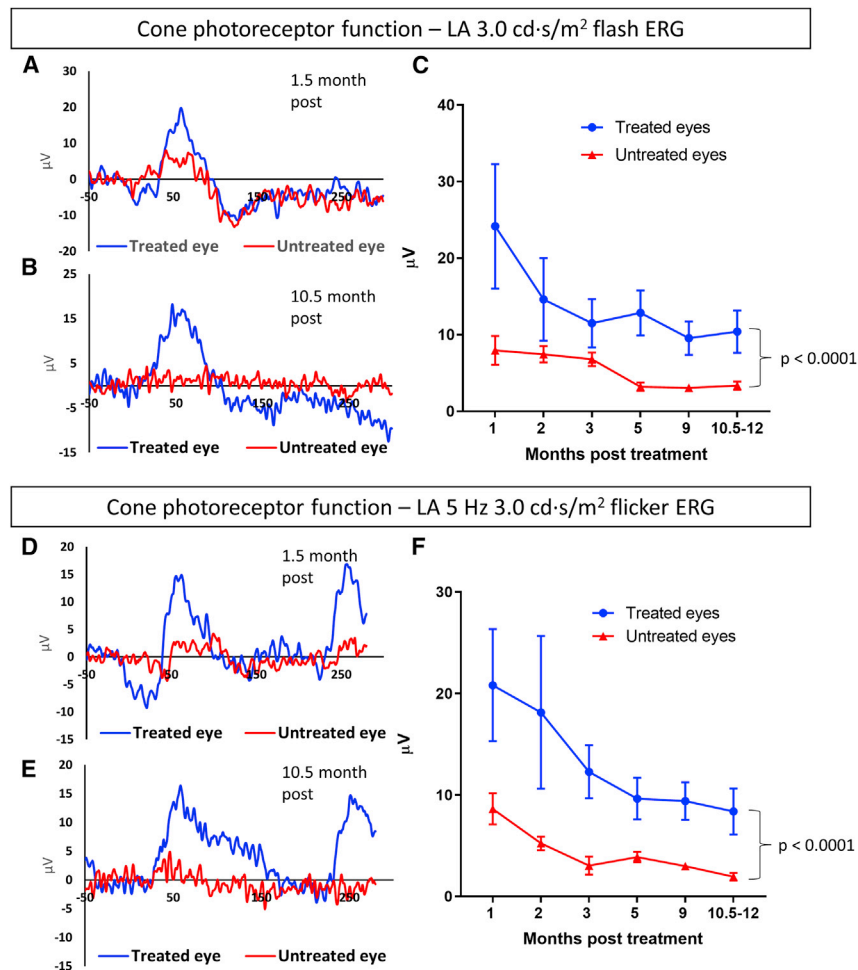 Cone photoreceptor function – LA 3.0 cd·s/m² flash ERG
A
30
20
10
0
-10
-20
µV
-50
50
150
250
1.5 month
post
Treated eye
Untreated eye
B
25
15
5
-5
-15
µV
-50
50
150
250
10.5 month
post
Treated eye
Untreated eye
C
40
30
20
10
0
µV
Treated eyes
Untreated eyes
p < 0.0001
1 2 3 5 9 10.5-12
Months post treatment
Cone photoreceptor function – LA 5 Hz 3.0 cd·s/m² flicker ERG
D
20
15
10
5
0
-5
-10
-15
µV
-50
50
150
250
1.5 month
post
Treated eye
Untreated eye
E
20
15
10
5
0
-5
-10
-15
µV
-50
50
150
250
10.5 month
post
Treated eye
Untreated eye
F
30
20
10
0
µV
Treated eyes
Untreated eyes
p < 0.0001
1 2 3 5 9 10.5-12
Months post treatment